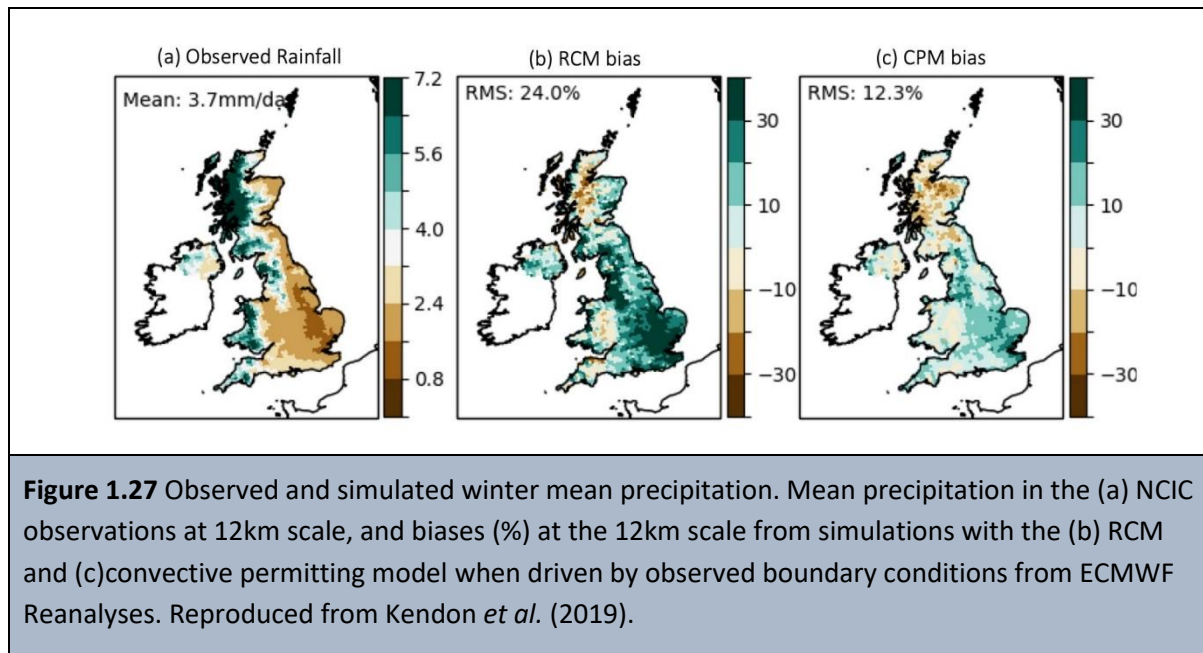 (a) Observed Rainfall
(b) RCM bias
(c) CPM bias
Mean: 3.7mm/da
7.2
5.6
4.0
2.4
0.8
RMS: 24.0%
30
10
−10
−30
RMS: 12.3%
30
10
−10
−30
Figure 1.27 Observed and simulated winter mean precipitation. Mean precipitation in the (a) NCIC
observations at 12km scale, and biases (%) at the 12km scale from simulations with the (b) RCM
and (c)convective permitting model when driven by observed boundary conditions from ECMWF
Reanalyses. Reproduced from Kendon et al. (2019).